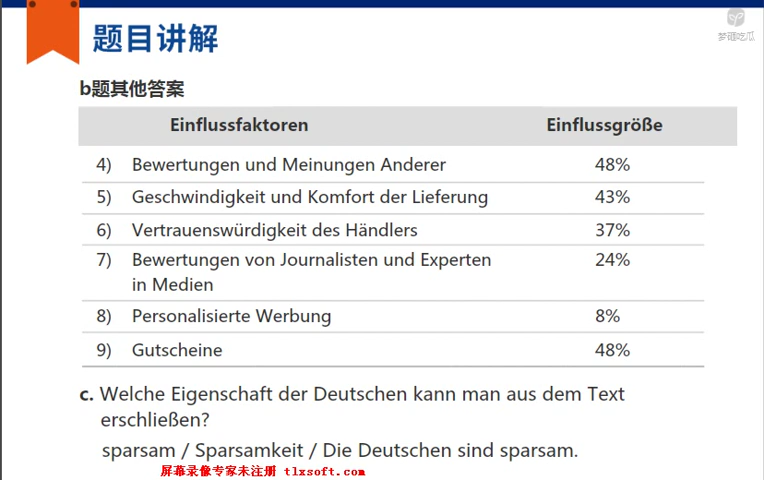 题目讲解
梦砸吃瓜
b题其他答案
Einflussfaktoren Einflussgröße
4) Bewertungen und Meinungen Anderer 48%
5) Geschwindigkeit und Komfort der Lieferung 43%
6) Vertrauenswürdigkeit des Händlers 37%
7) Bewertungen von Journalisten und Experten 24%
in Medien
8) Personalisierte Werbung 8%
9) Gutscheine 48%
c. Welche Eigenschaft der Deutschen kann man aus dem Text
erschließen?
sparsam / Sparsamkeit / Die Deutschen sind sparsam.
屏幕录像专家未注册 tlxsoft.com